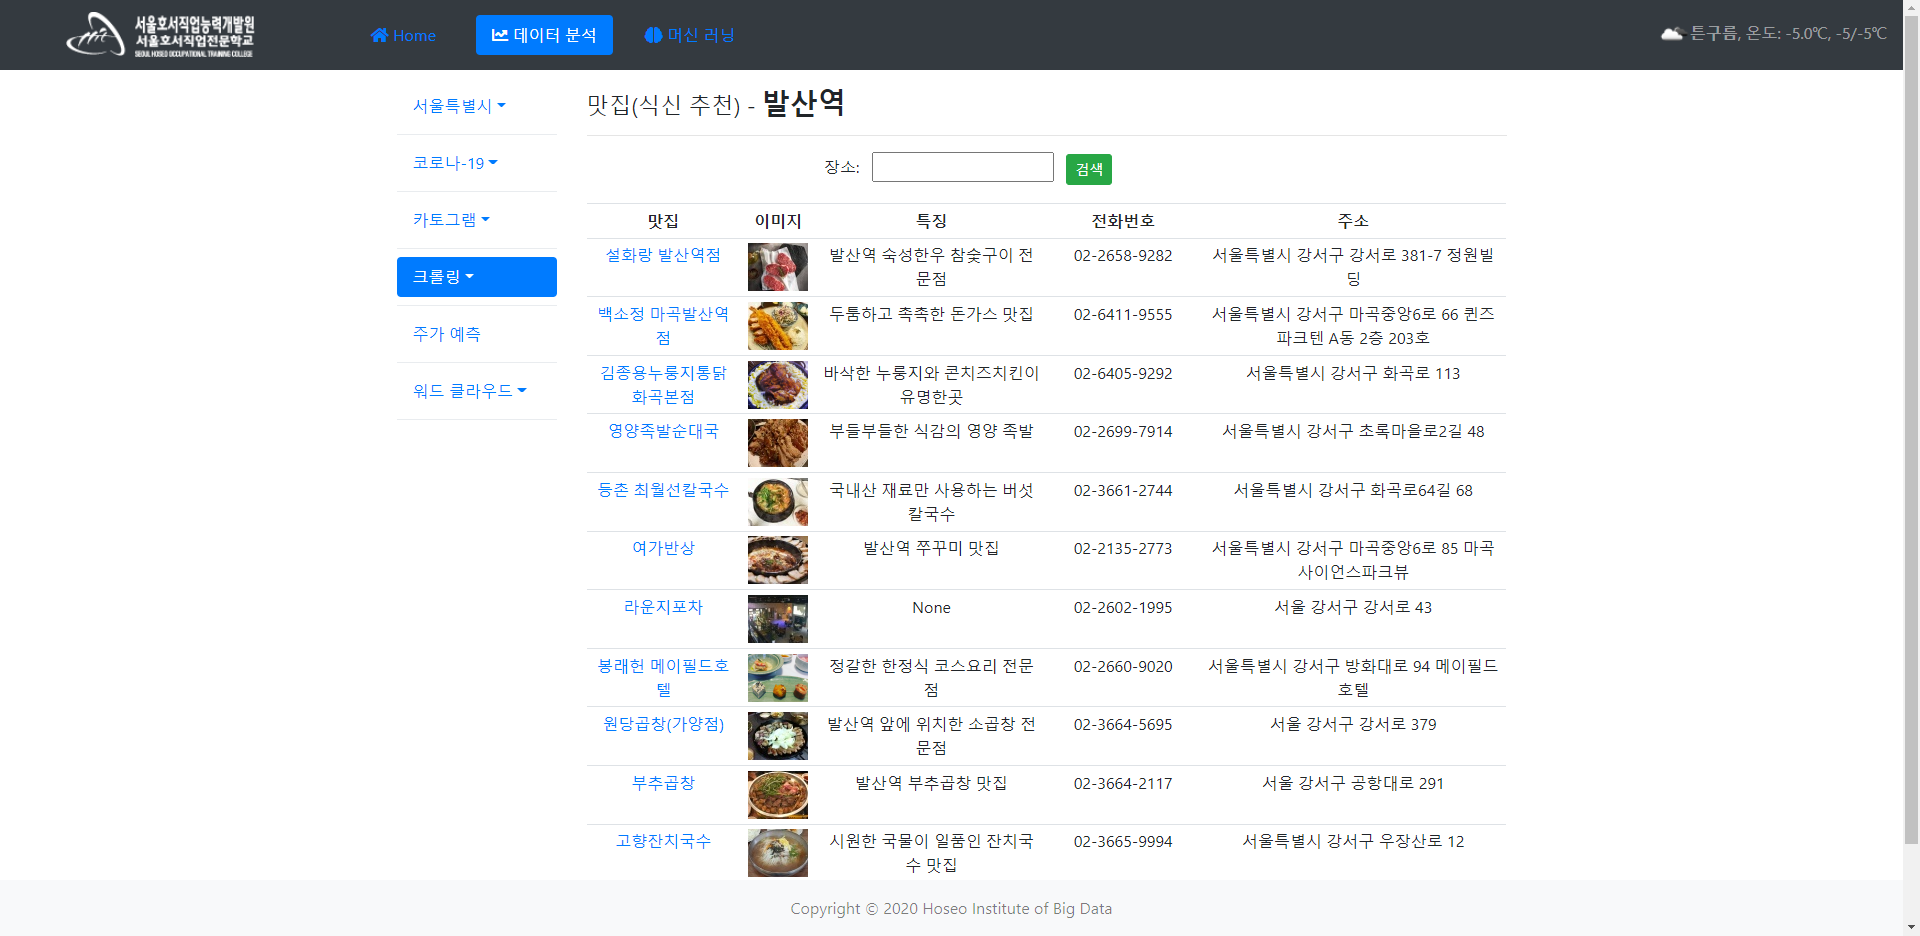 서울호서직업능력개발원
서울호서직업전문학교
SEOUL HOSEO OCCUPATIONAL TRAINING COLLEGE
Home
데이터 분석
머신 러닝
튼구름, 온도: -5.0℃, -5/-5℃
서울특별시
코로나-19
카토그램
크롤링
주가 예측
워드 클라우드
맛집(식신 추천) - 발산역
장소:
검색
맛집 이미지 특징 전화번호 주소
설화랑 발산역점 발산역 숙성한우 참숯구이 전 02-2658-9282 서울특별시 강서구 강서로 381-7 정원빌
문점 딩
백소정 마곡발산역 두툼하고 촉촉한 돈가스 맛집 02-6411-9555 서울특별시 강서구 마곡중앙6로 66 퀸즈
점 파크텐 A동 2층 203호
김종용누룽지통닭 바삭한 누룽지와 콘치즈치킨이 02-6405-9292 서울특별시 강서구 화곡로 113
화곡본점 유명한곳
영양족발순대국 부들부들한 식감의 영양 족발 02-2699-7914 서울특별시 강서구 초록마을로2길 48
등촌 최월선칼국수 국내산 재료만 사용하는 버섯 02-3661-2744 서울특별시 강서구 화곡로64길 68
칼국수
여가반상 발산역 쭈꾸미 맛집 02-2135-2773 서울특별시 강서구 마곡중앙6로 85 마곡
사이언스파크뷰
라운지포차 None 02-2602-1995 서울 강서구 강서로 43
봉래헌 메이필드호 정갈한 한정식 코스요리 전문 02-2660-9020 서울특별시 강서구 방화대로 94 메이필드
텔 점 호텔
원당곱창(가양점) 발산역 앞에 위치한 소곱창 전 02-3664-5695 서울 강서구 강서로 379
문점
부추곱창 발산역 부추곱창 맛집 02-3664-2117 서울 강서구 공항대로 291
고향잔치국수 시원한 국물이 일품인 잔치국 02-3665-9994 서울특별시 강서구 우장산로 12
수 맛집
Copyright © 2020 Hoseo Institute of Big Data